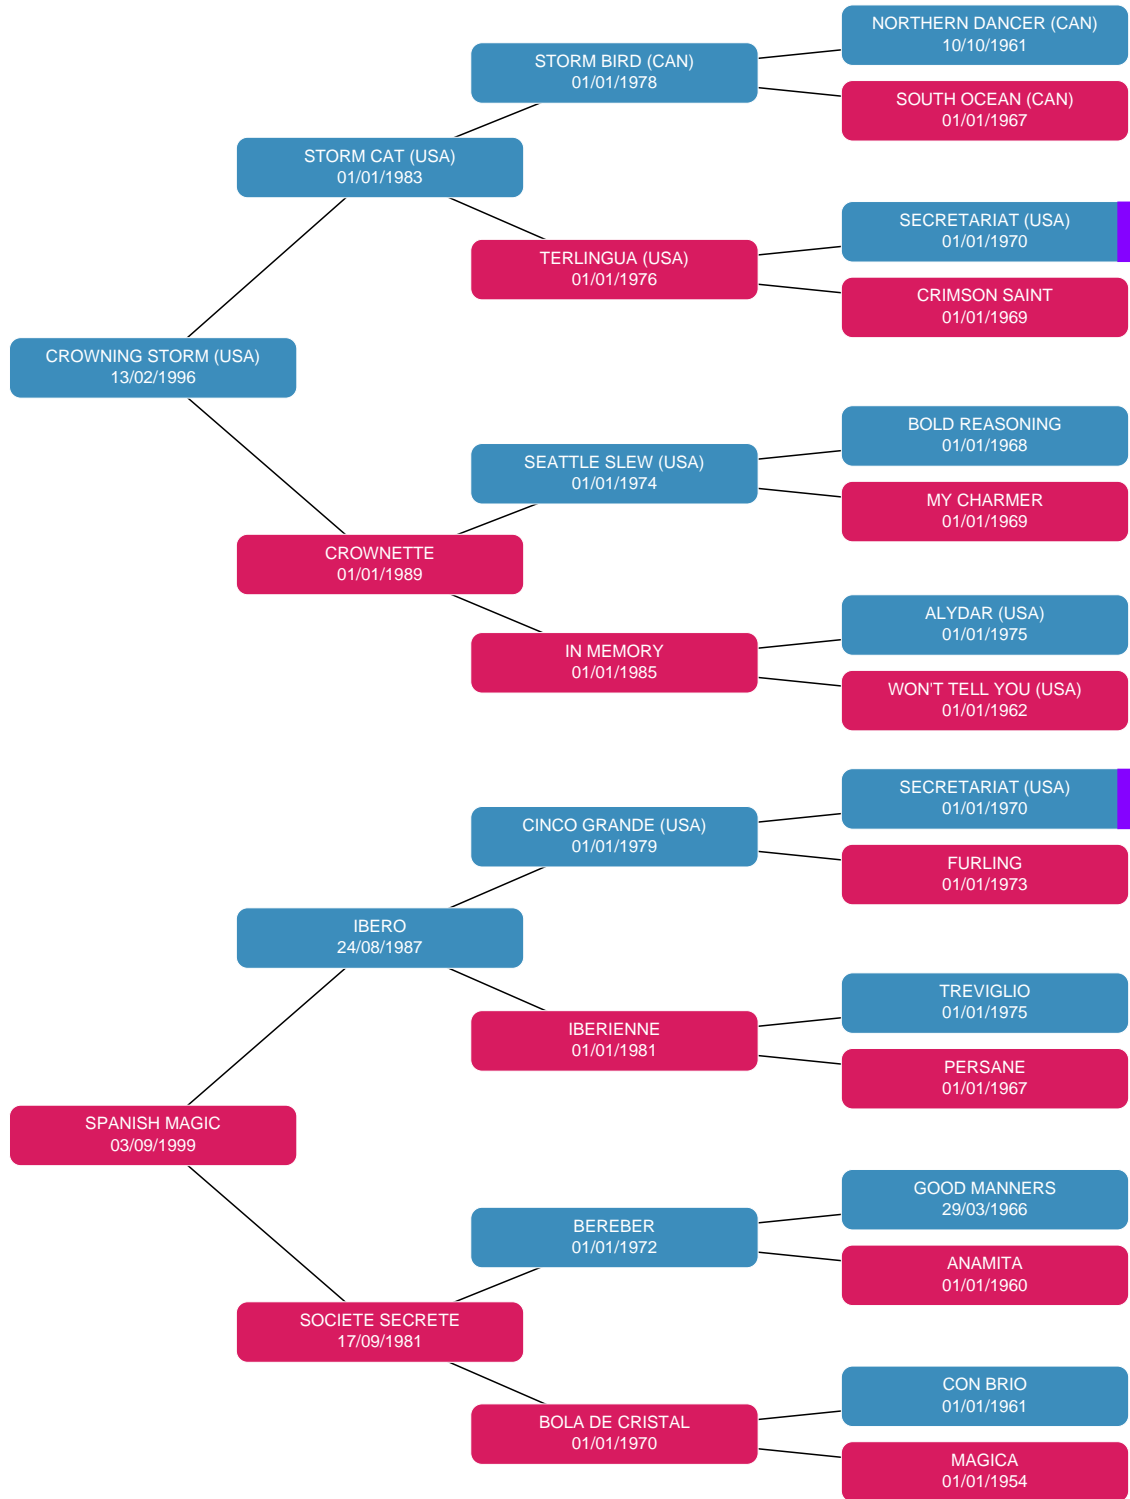 NORTHERN DANCER (CAN)
10/10/1961
STORM BIRD (CAN)
01/01/1978
SOUTH OCEAN (CAN)
01/01/1967
STORM CAT (USA)
01/01/1983
SECRETARIAT (USA)
01/01/1970
TERLINGUA (USA)
01/01/1976
CRIMSON SAINT
01/01/1969
CROWNING STORM (USA)
13/02/1996
BOLD REASONING
01/01/1968
SEATTLE SLEW (USA)
01/01/1974
MY CHARMER
01/01/1969
CROWNETTE
01/01/1989
ALYDAR (USA)
01/01/1975
IN MEMORY
01/01/1985
WON'T TELL YOU (USA)
01/01/1962
SECRETARIAT (USA)
01/01/1970
CINCO GRANDE (USA)
01/01/1979
FURLING
01/01/1973
IBERO
24/08/1987
TREVIGLIO
01/01/1975
IBERIENNE
01/01/1981
PERSANE
01/01/1967
SPANISH MAGIC
03/09/1999
GOOD MANNERS
29/03/1966
BEREBER
01/01/1972
ANAMITA
01/01/1960
SOCIETE SECRETE
17/09/1981
CON BRIO
01/01/1961
BOLA DE CRISTAL
01/01/1970
MAGICA
01/01/1954